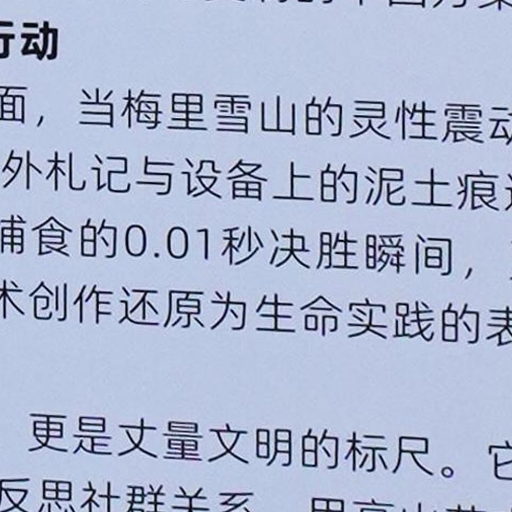 行动
面，当梅里雪山的灵性震动
外札记与设备上的泥土痕
捕食的0.01秒决胜瞬间，
术创作还原为生命实践的表
更是丈量文明的标尺。它
反思社群关系